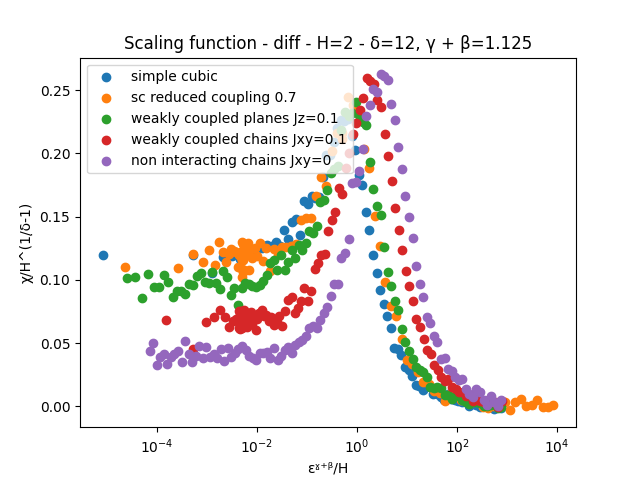 Scaling function - diff - H=2 - δ=12, γ + β=1.125
simple cubic
sc reduced coupling 0.7
weakly coupled planes Jz=0.1
weakly coupled chains Jxy=0.1
non interacting chains Jxy=0
0.25
0.20
0.15
0.10
0.05
0.00
χ/H^(1/δ-1)
10⁻⁴ 10⁻² 10⁰ 10² 10⁴
εᵞ⁺ᵝ/H